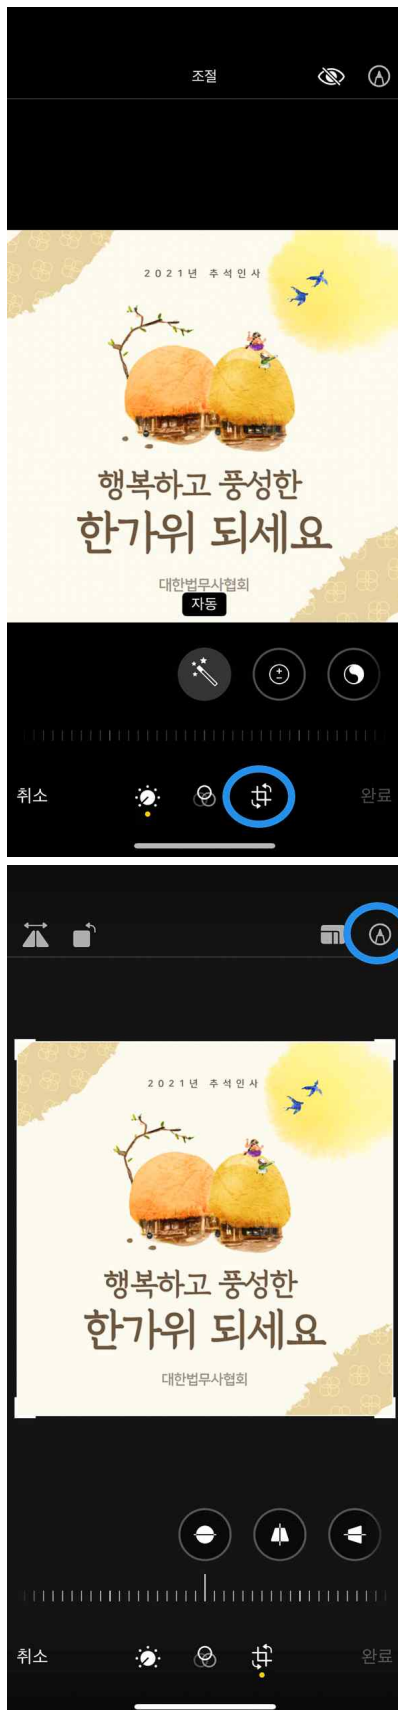 조절
2021년 추석인사
행복하고 풍성한
한가위 되세요
대한법무사협회
자동
취소
완료
2021년 추석인사
행복하고 풍성한
한가위 되세요
대한법무사협회
취소
완료